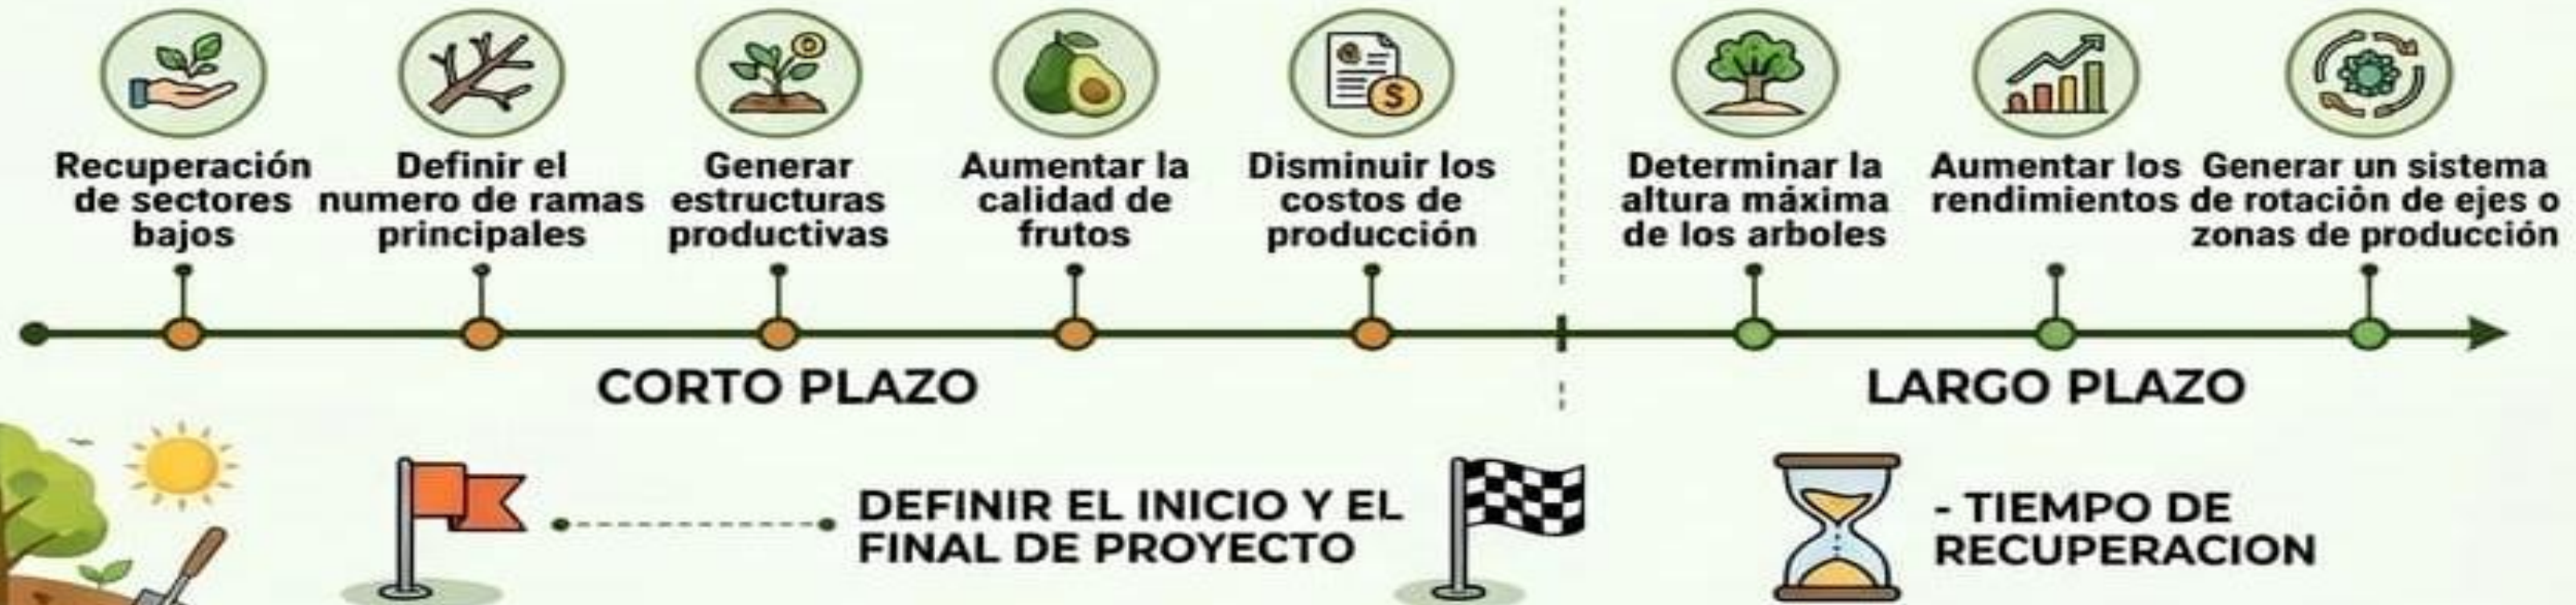 Recuperación
de sectores
bajos
Definir el
numero de ramas
principales
Generar
estructuras
productivas
Aumentar la
calidad de
frutos
Disminuir los
costos de
producción
Determinar la
altura máxima
de los arboles
Aumentar los
rendimientos
Generar un sistema
de rotación de ejes o
zonas de producción
CORTO PLAZO
LARGO PLAZO
DEFINIR EL INICIO Y EL
FINAL DE PROYECTO
- TIEMPO DE
RECUPERACION